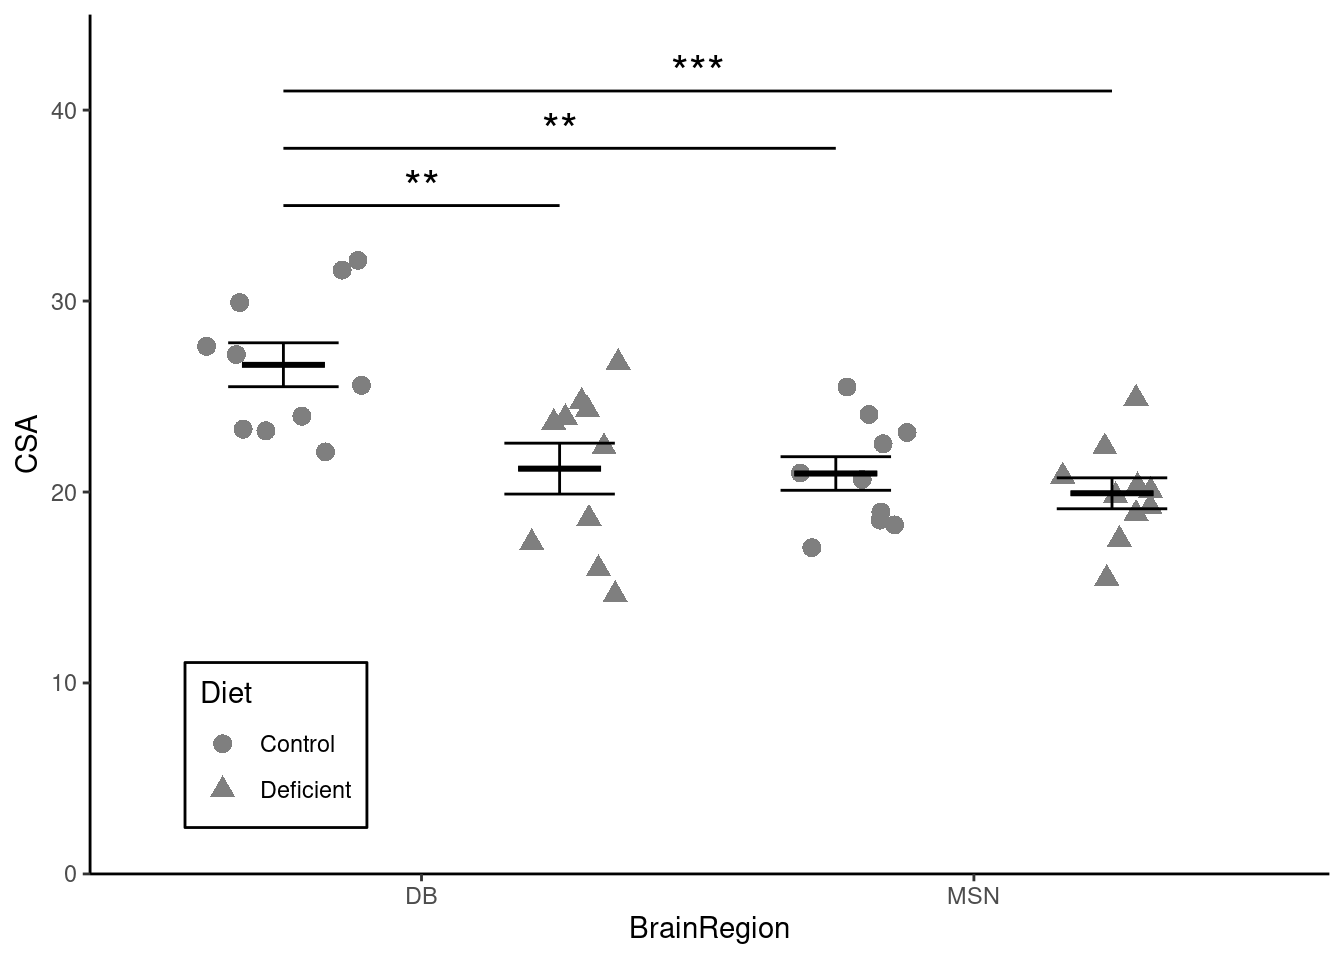 ***
40
**
**
30
CSA
20
10
Diet
Control
Deficient
0
DB MSN
BrainRegion